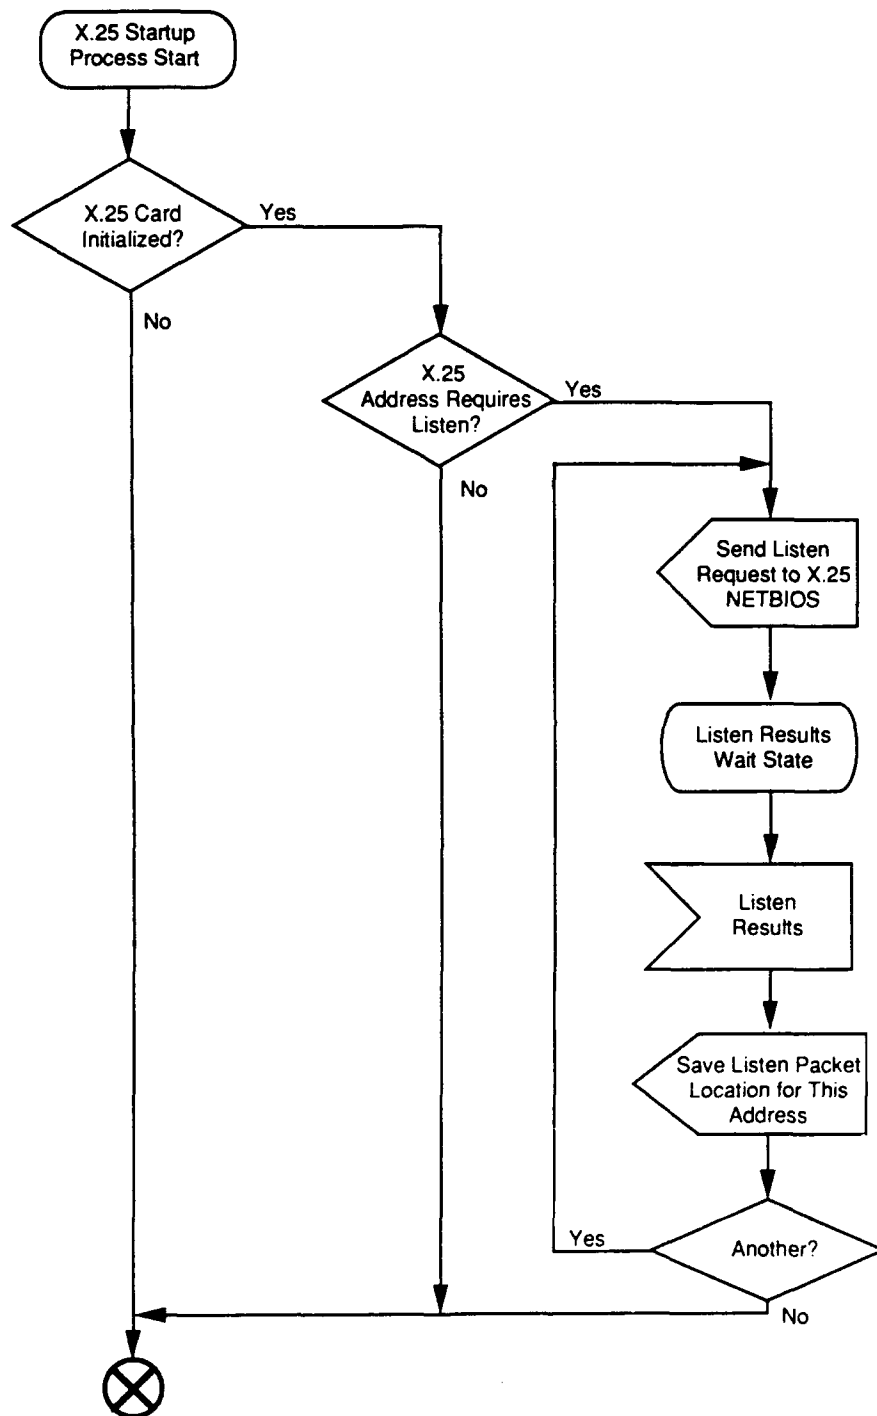 X.25 Startup
Process Start
X.25 Card
Initialized?
Yes
No
X.25
Address Requires
Listen?
Yes
No
Send Listen
Request to X.25
NETBIOS
Listen Results
Wait State
Listen
Results
Save Listen Packet
Location for This
Address
Another?
Yes
No